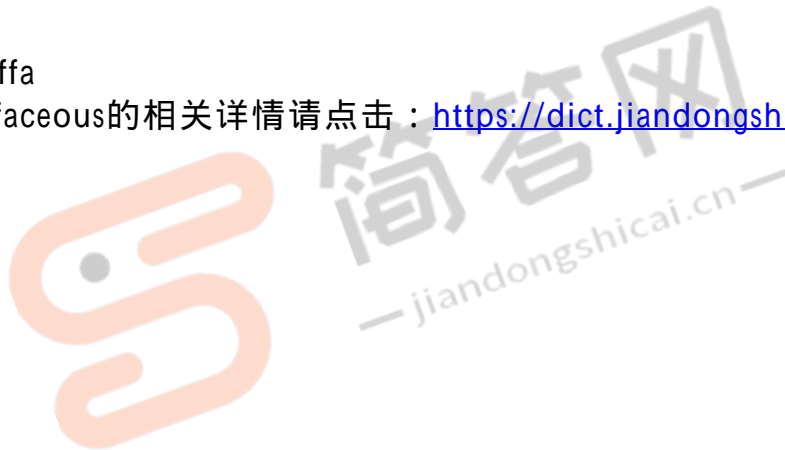 ffa
faceous的相关详情请点击：https://dict.jiandongsh
简答网
jiandongshicai.cn